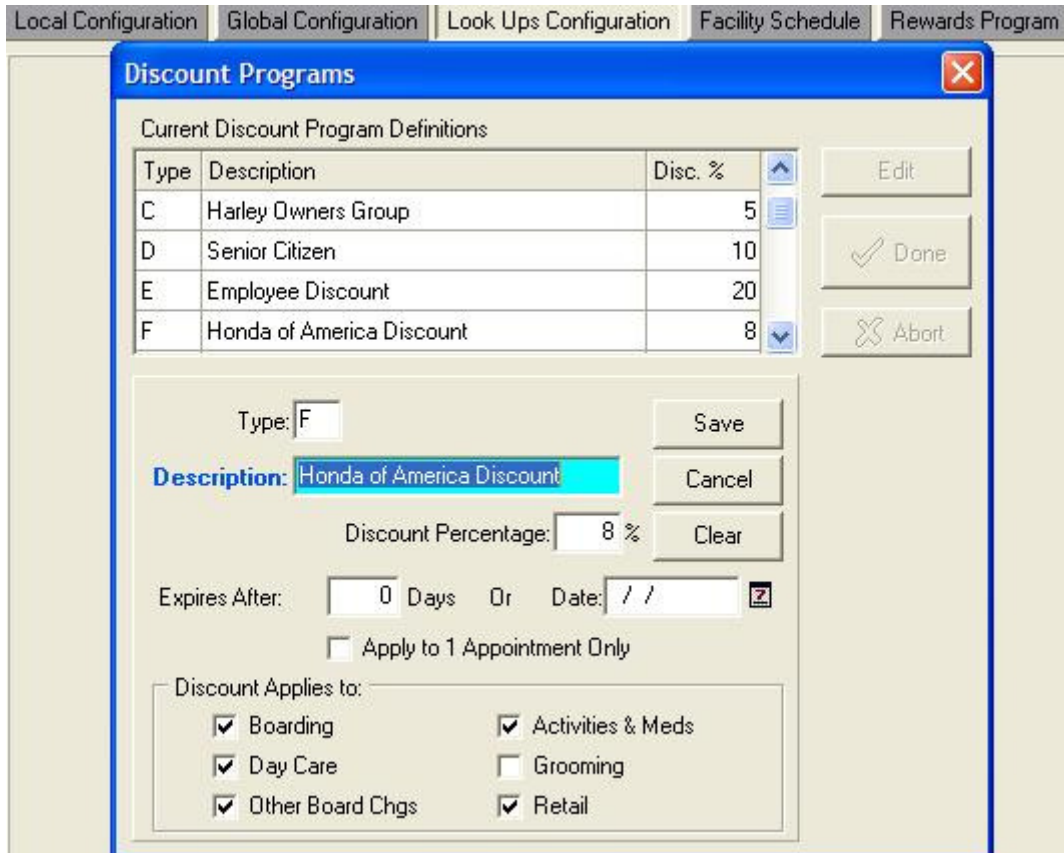 Local Configuration Global Configuration Look Ups Configuration Facility Schedule Rewards Program
Discount Programs
Current Discount Program Definitions
Type Description Disc. %
Edit
C Harley Owners Group 5
D Senior Citizen 10
Done
E Employee Discount 20
F Honda of America Discount 8
Abort
Type: F
Save
Description: Honda of America Discount
Cancel
Discount Percentage: 8 %
Clear
Expires After: 0 Days Or Date: / /
Apply to 1 Appointment Only
Discount Applies to:
Boarding Activities & Meds
Day Care Grooming
Other Board Chgs Retail